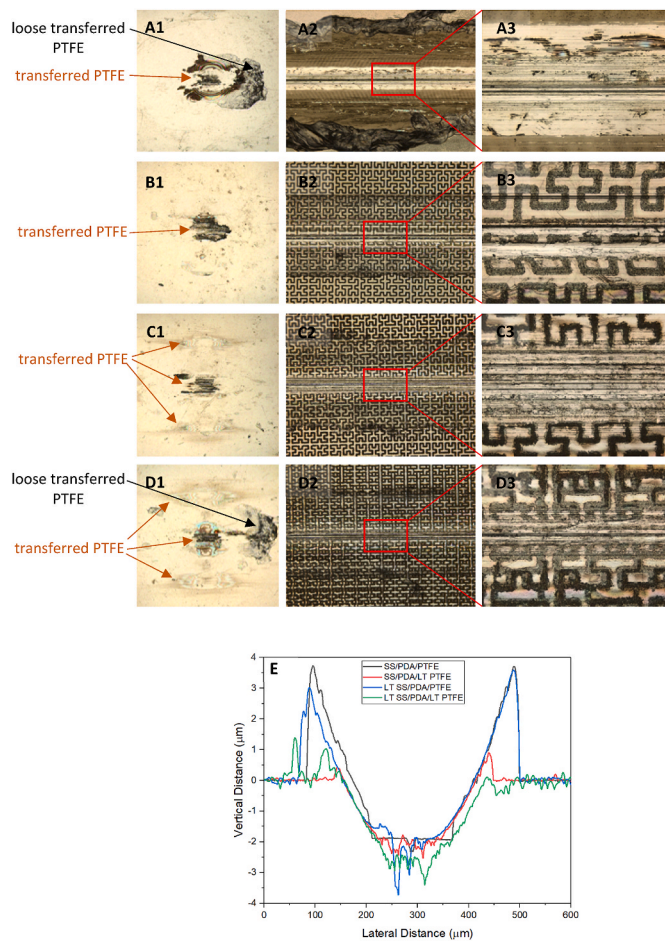 loose transferred
PTFE
transferred PTFE
A1
A2
A3
transferred PTFE
B1
B2
B3
transferred PTFE
C1
C2
C3
loose transferred
PTFE
transferred PTFE
D1
D2
D3
E
SS/PDA/PTFE
SS/PDA/LT PTFE
LT SS/PDA/PTFE
LT SS/PDA/LT PTFE
Vertical Distance (μm)
4
3
2
1
0
-1
-2
-3
-4
0 100 200 300 400 500 600
Lateral Distance (μm)